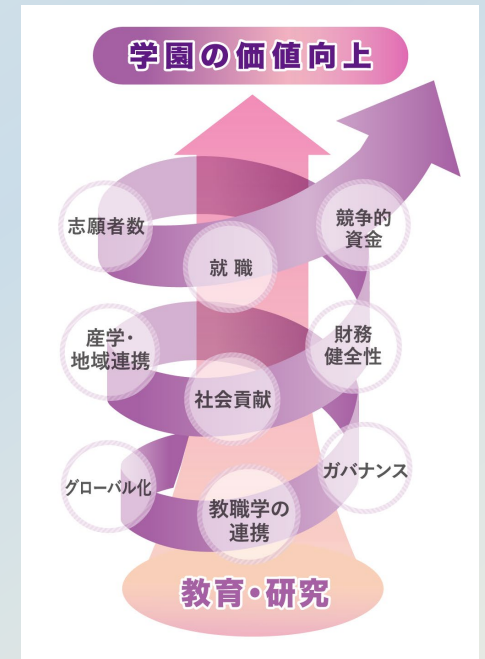 学園の価値向上
志願者数
就職
競争的
資金
産学・
地域連携
社会貢献
財務
健全性
グローバル化
教職学の
連携
ガバナンス
教育・研究